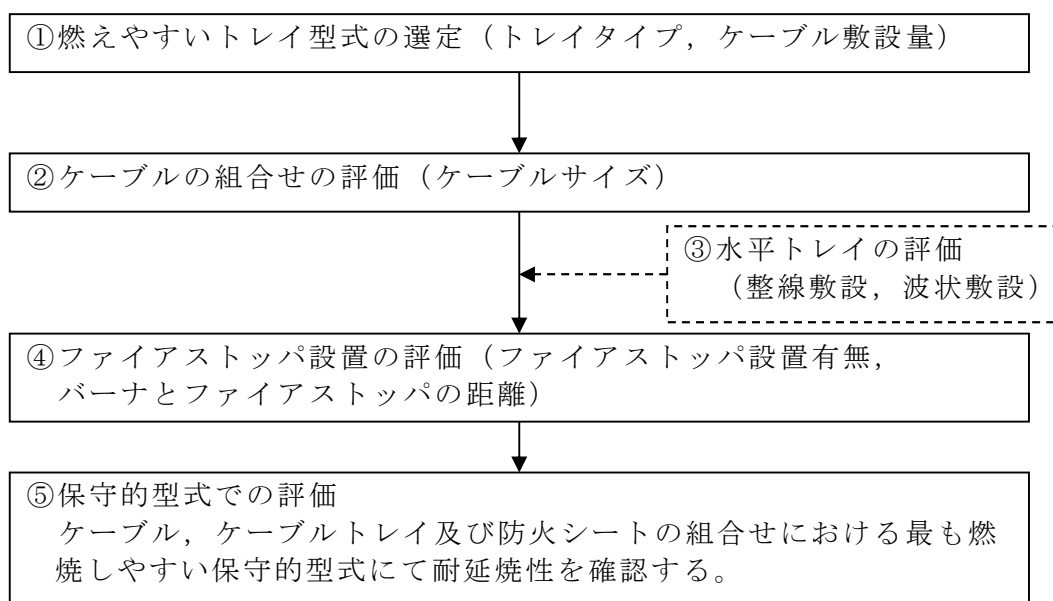 ①燃えやすいトレイ型式の選定（トレイタイプ，ケーブル敷設量）
②ケーブルの組合せの評価（ケーブルサイズ）
③水平トレイの評価
（整線敷設，波状敷設）
④ファイアストッパ設置の評価（ファイアストッパ設置有無，
バーナとファイアストッパの距離）
⑤保守的型式での評価
ケーブル，ケーブルトレイ及び防火シートの組合せにおける最も燃
焼しやすい保守的型式にて耐延焼性を確認する。